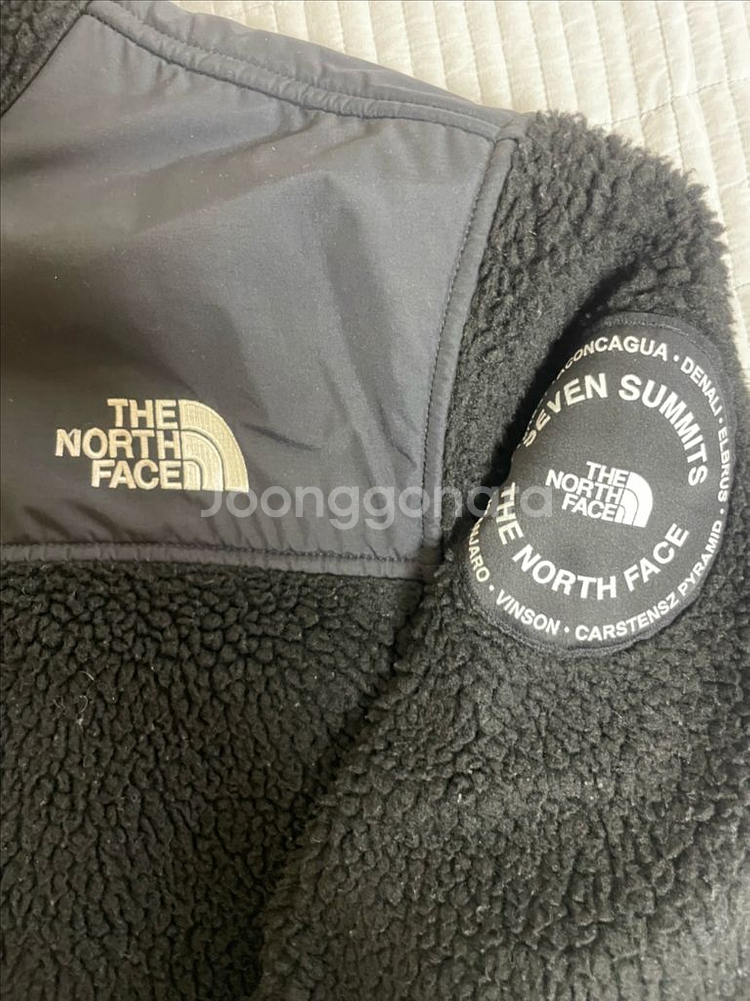 THE
NORTH
FACE
ACONCAGUA · DENALI · ELBRUS ·
SEVEN SUMMITS
THE
NORTH
FACE
THE NORTH FACE
VINSON · CARSTENSZ PYRAMID
Joonggonara